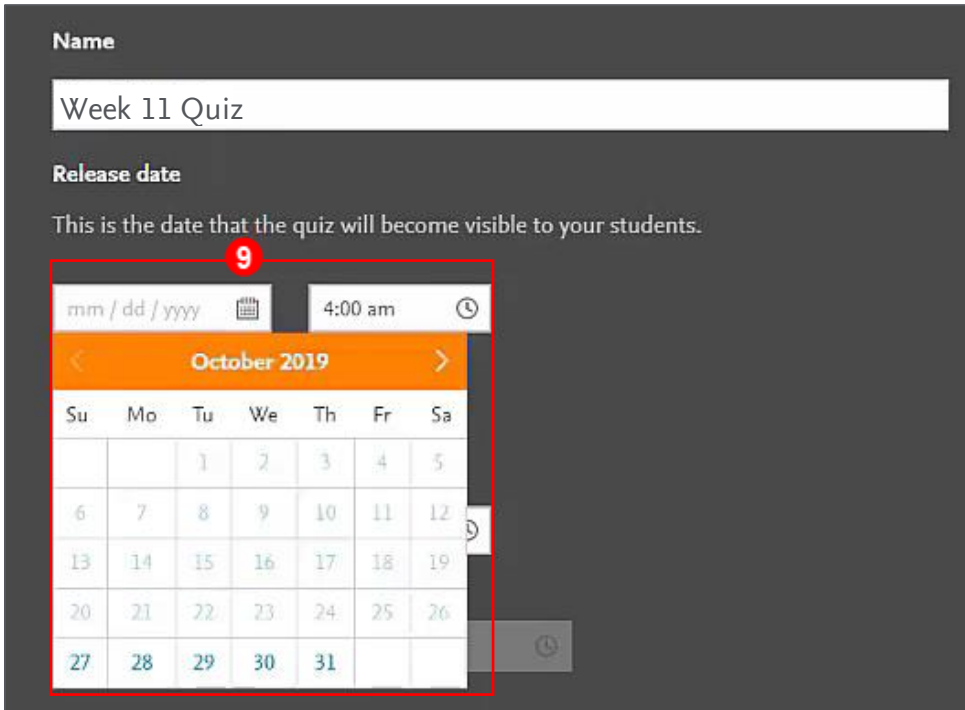 Name
Week 11 Quiz
Release date
This is the date that the quiz will become visible to your students.
9
mm / dd / yyyy 4:00 am
October 2019
Su Mo Tu We Th Fr Sa
1 2 3 4 5
6 7 8 9 10 11 12
13 14 15 16 17 18 19
20 21 22 23 24 25 26
27 28 29 30 31